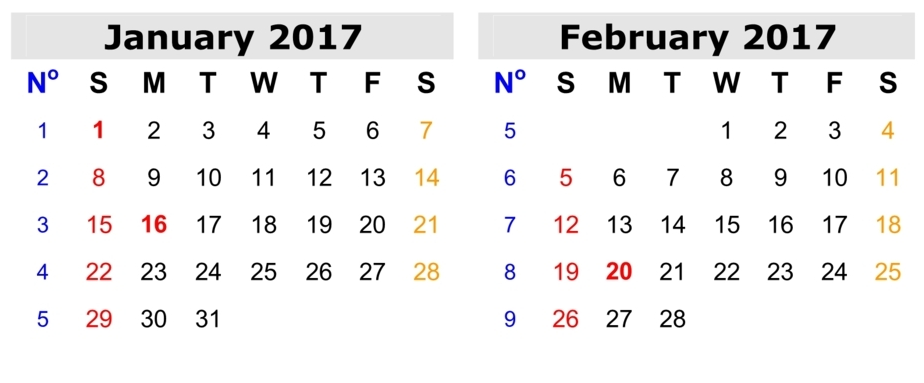 January 2017
Nº S M T W T F S
1 1 2 3 4 5 6 7
2 8 9 10 11 12 13 14
3 15 16 17 18 19 20 21
4 22 23 24 25 26 27 28
5 29 30 31
February 2017
Nº S M T W T F S
5 1 2 3 4
6 5 6 7 8 9 10 11
7 12 13 14 15 16 17 18
8 19 20 21 22 23 24 25
9 26 27 28